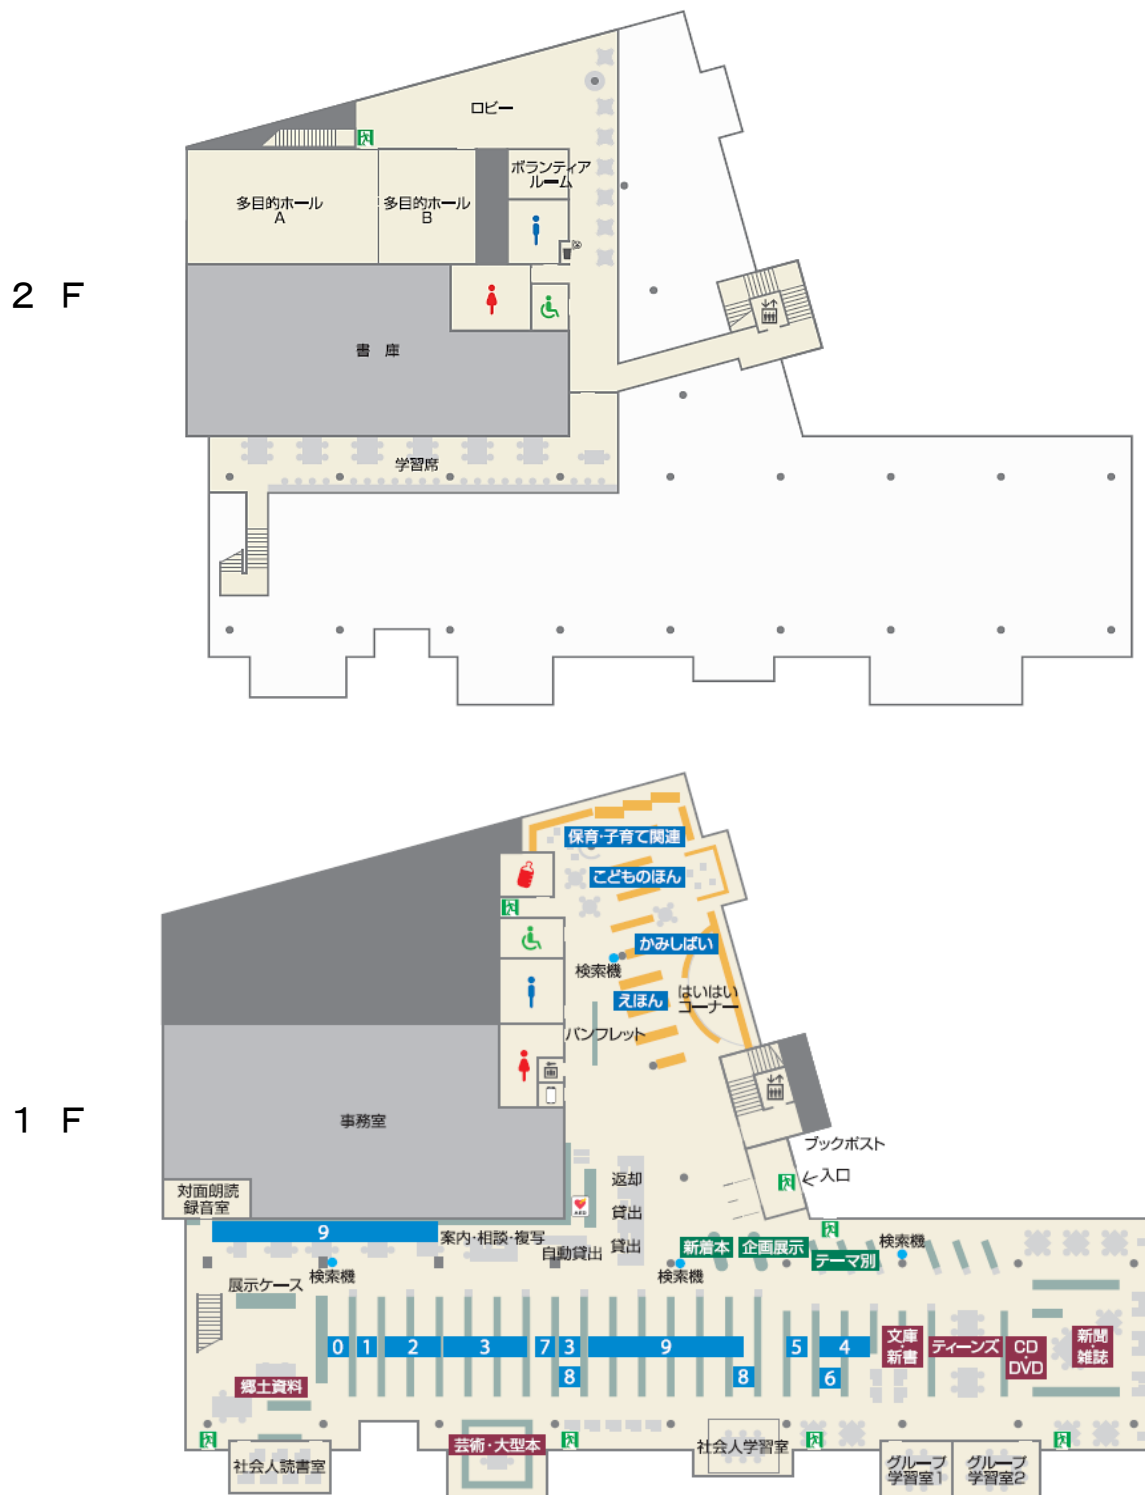 2 F
ロビー
ボランティア
ルーム
多目的ホール
A
多目的ホール
B
書 庫
学習席
1 F
保育・子育て関連
こどものほん
かみしばい
検索機
えほん
はいはい
コーナー
パンフレット
事務室
ブックポスト
入口
対面朗読
録音室
返却
貸出
貸出
AED
9
案内・相談・複写
自動貸出
新着本
企画展示
テーマ別
検索機
検索機
検索機
展示ケース
0
1
2
3
7
3
9
5
4
8
8
6
文庫
・
新書
ティーンズ
CD
・
DVD
新聞
・
雑誌
郷土資料
芸術・大型本
社会人学習室
社会人読書室
グループ
学習室1
グループ
学習室2